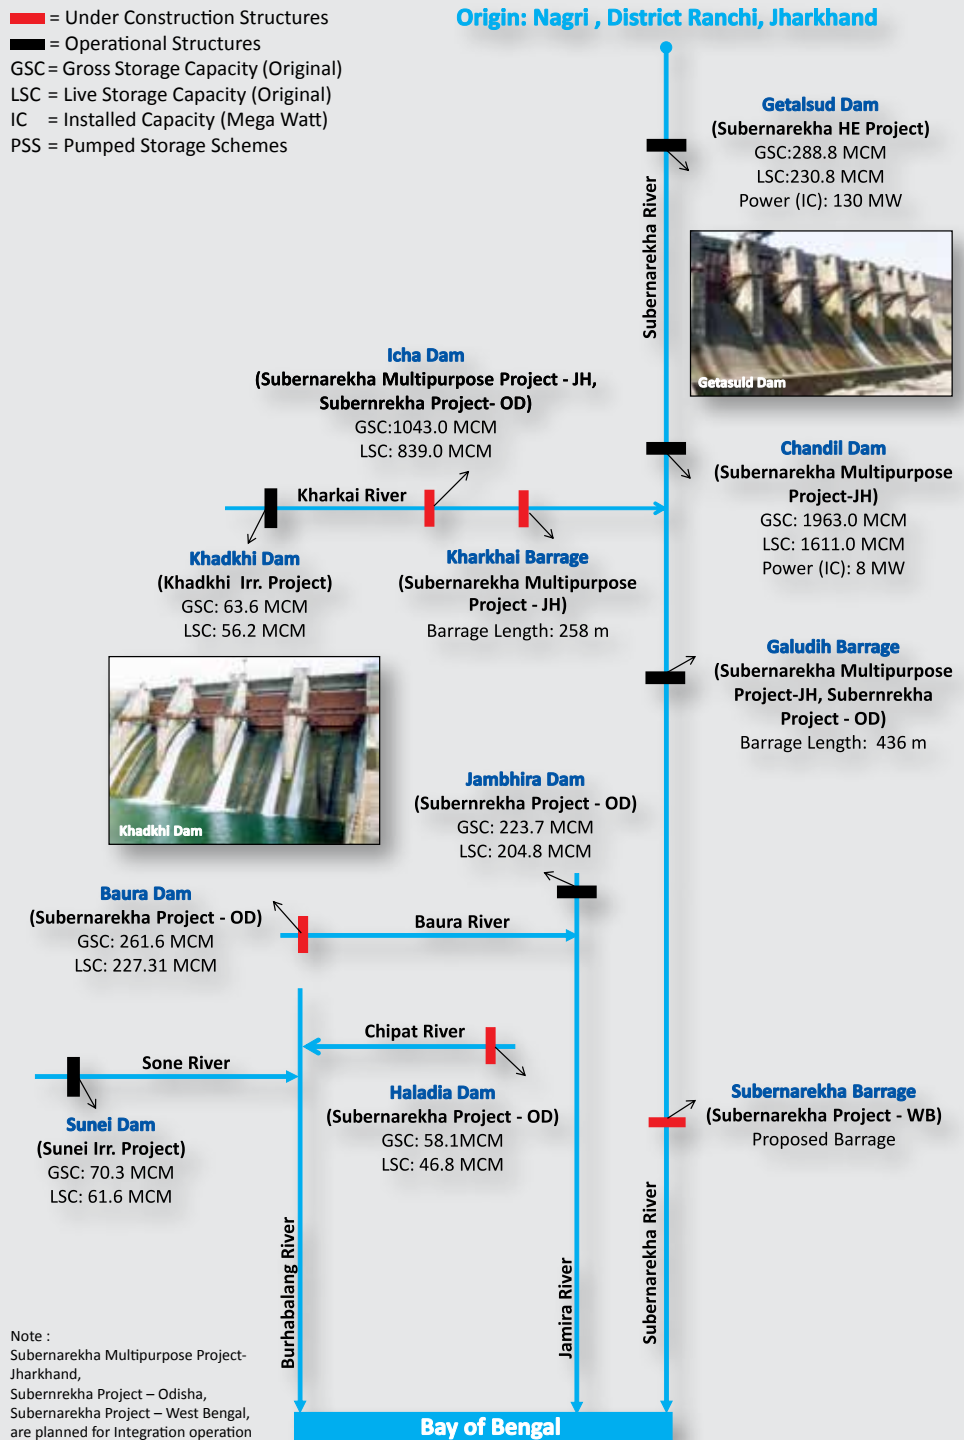 = Under Construction Structures
= Operational Structures
GSC = Gross Storage Capacity (Original)
LSC = Live Storage Capacity (Original)
IC = Installed Capacity (Mega Watt)
PSS = Pumped Storage Schemes
Origin: Nagri , District Ranchi, Jharkhand
Getalsud Dam
(Subernarekha HE Project)
GSC:288.8 MCM
LSC:230.8 MCM
Power (IC): 130 MW
Subernarekha River
Getasuld Dam
Icha Dam
(Subernarekha Multipurpose Project - JH,
Subernrekha Project- OD)
GSC:1043.0 MCM
LSC: 839.0 MCM
Chandil Dam
(Subernarekha Multipurpose
Project-JH)
GSC: 1963.0 MCM
LSC: 1611.0 MCM
Power (IC): 8 MW
Kharkai River
Khadkhi Dam
(Khadkhi Irr. Project)
GSC: 63.6 MCM
LSC: 56.2 MCM
Kharkhai Barrage
(Subernarekha Multipurpose
Project - JH)
Barrage Length: 258 m
Galudih Barrage
(Subernarekha Multipurpose
Project-JH, Subernrekha
Project - OD)
Barrage Length: 436 m
Khadkhi Dam
Jambhira Dam
(Subernrekha Project - OD)
GSC: 223.7 MCM
LSC: 204.8 MCM
Baura Dam
(Subernarekha Project - OD)
GSC: 261.6 MCM
LSC: 227.31 MCM
Baura River
Chipat River
Sone River
Sunei Dam
(Sunei Irr. Project)
GSC: 70.3 MCM
LSC: 61.6 MCM
Haladia Dam
(Subernarekha Project - OD)
GSC: 58.1MCM
LSC: 46.8 MCM
Subernarekha Barrage
(Subernarekha Project - WB)
Proposed Barrage
Burhabalang River
Jamira River
Subernarekha River
Note :
Subernarekha Multipurpose Project-
Jharkhand,
Subernrekha Project – Odisha,
Subernarekha Project – West Bengal,
are planned for Integration operation
Bay of Bengal